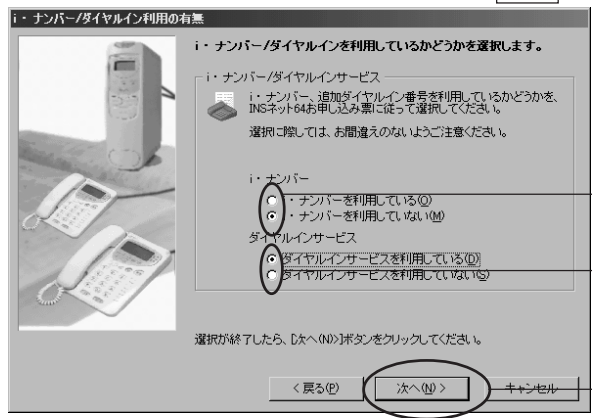 i・ナンバー/ダイヤルイン利用の有無
i・ナンバー/ダイヤルインを利用しているかどうかを選択します。
i・ナンバー/ダイヤルインサービス
i・ナンバー、追加ダイヤルイン番号を利用しているかどうかを、
INSネット64お申し込み票に従って選択してください。
選択に際しては、お間違えのないようご注意ください。
i・ナンバー
・ナンバーを利用している(O)
・ナンバーを利用していない(M)
ダイヤルインサービス
ダイヤルインサービスを利用している(D)
ダイヤルインサービスを利用していない(S)
選択が終了したら、[次へ(N)>]ボタンをクリックしてください。
< 戻る(P)
次へ(N) >
キャンセル